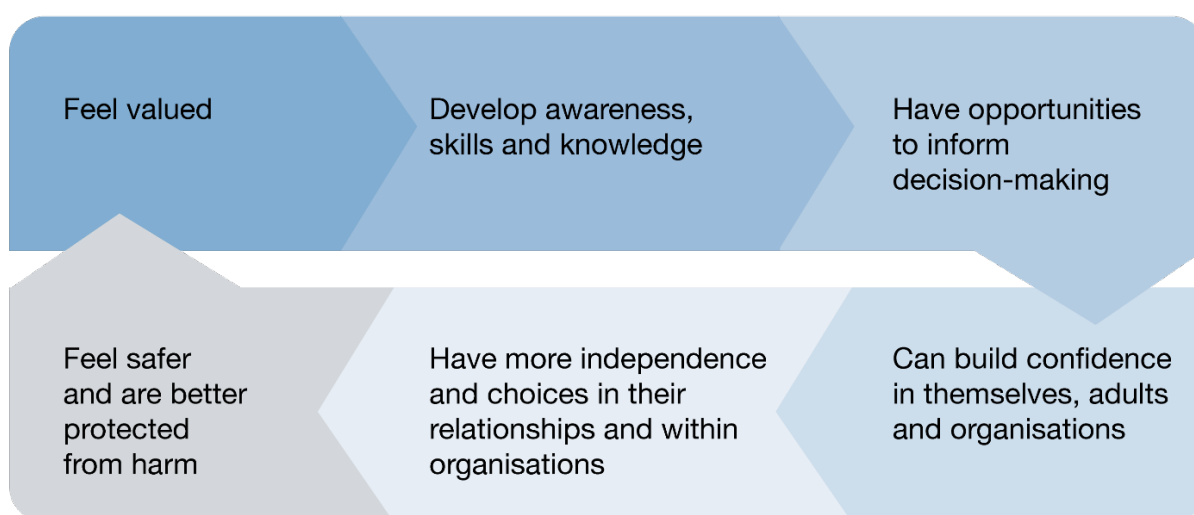 Feel valued
Develop awareness,
skills and knowledge
Have opportunities
to inform
decision-making
Can build confidence
in themselves, adults
and organisations
Have more independence
and choices in their
relationships and within
organisations
Feel safer
and are better
protected
from harm